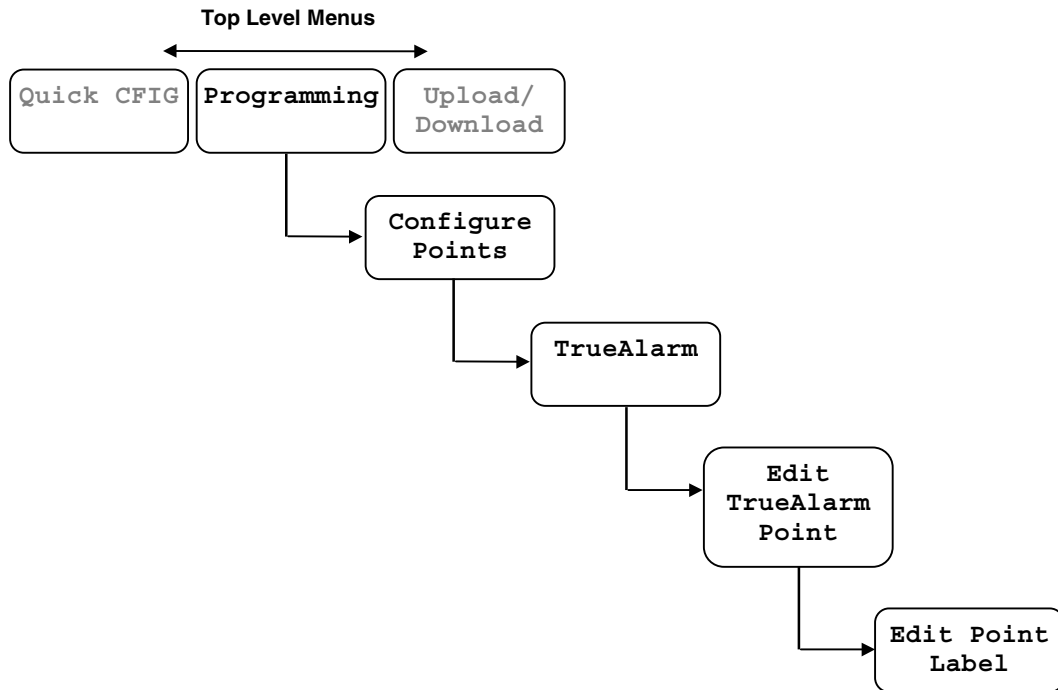 Top Level Menus
Quick CFIG
Programming
Upload/
Download
Configure
Points
TrueAlarm
Edit
TrueAlarm
Point
Edit Point
Label